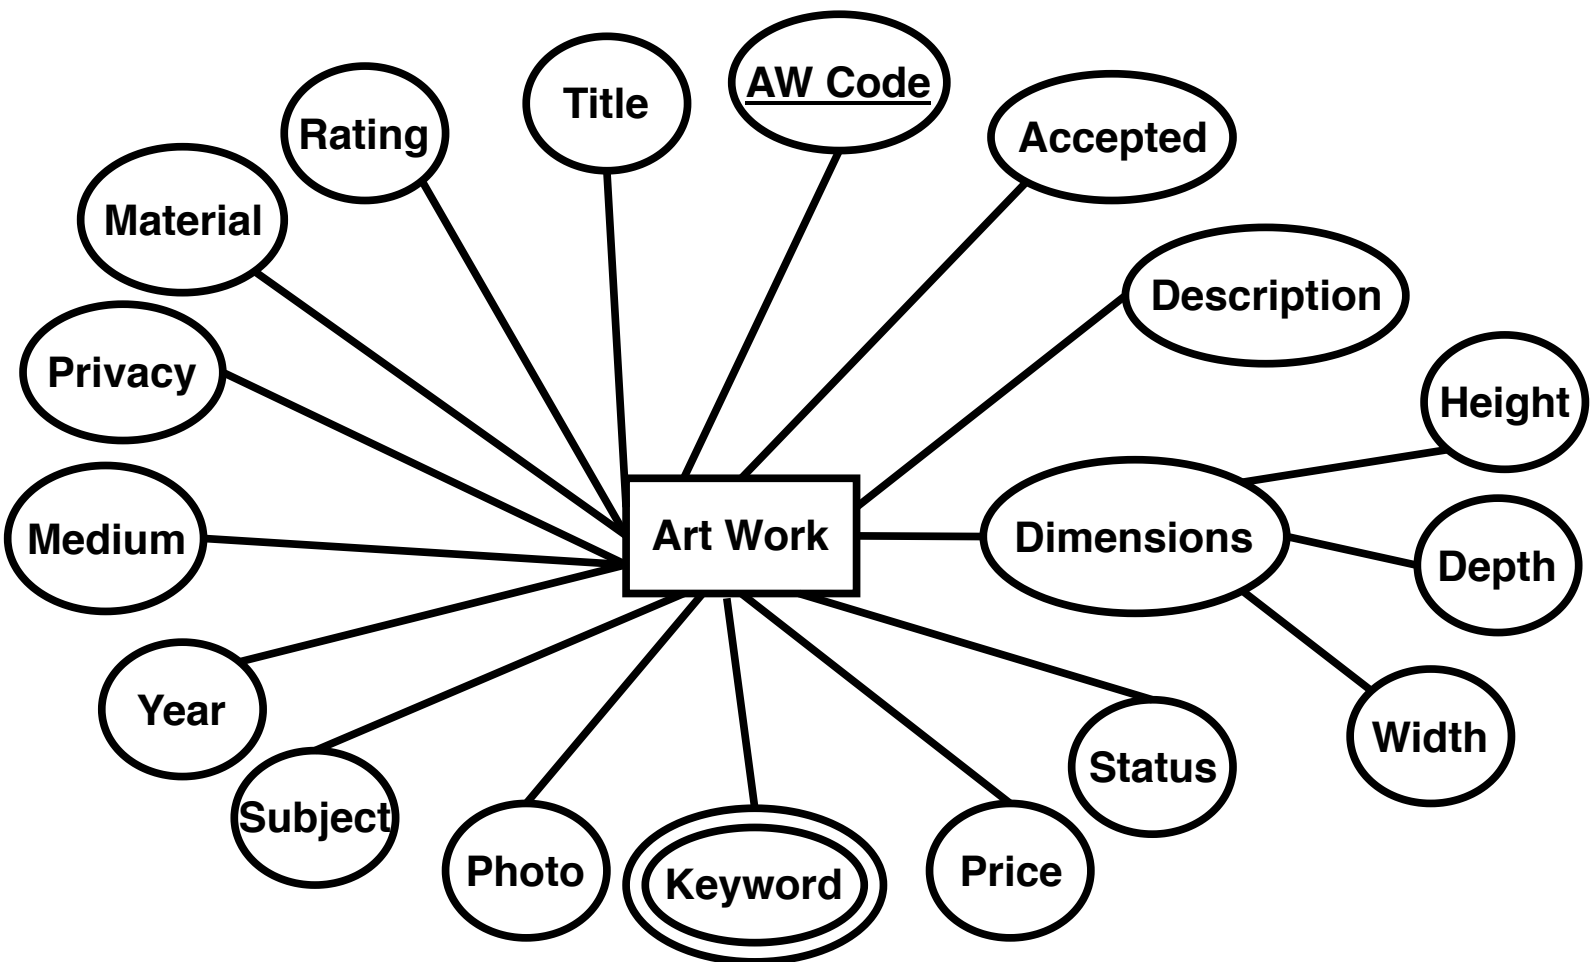 AW Code
Title
Rating
Accepted
Material
Description
Privacy
Height
Art Work
Dimensions
Medium
Depth
Year
Width
Status
Subject
Photo
Keyword
Price